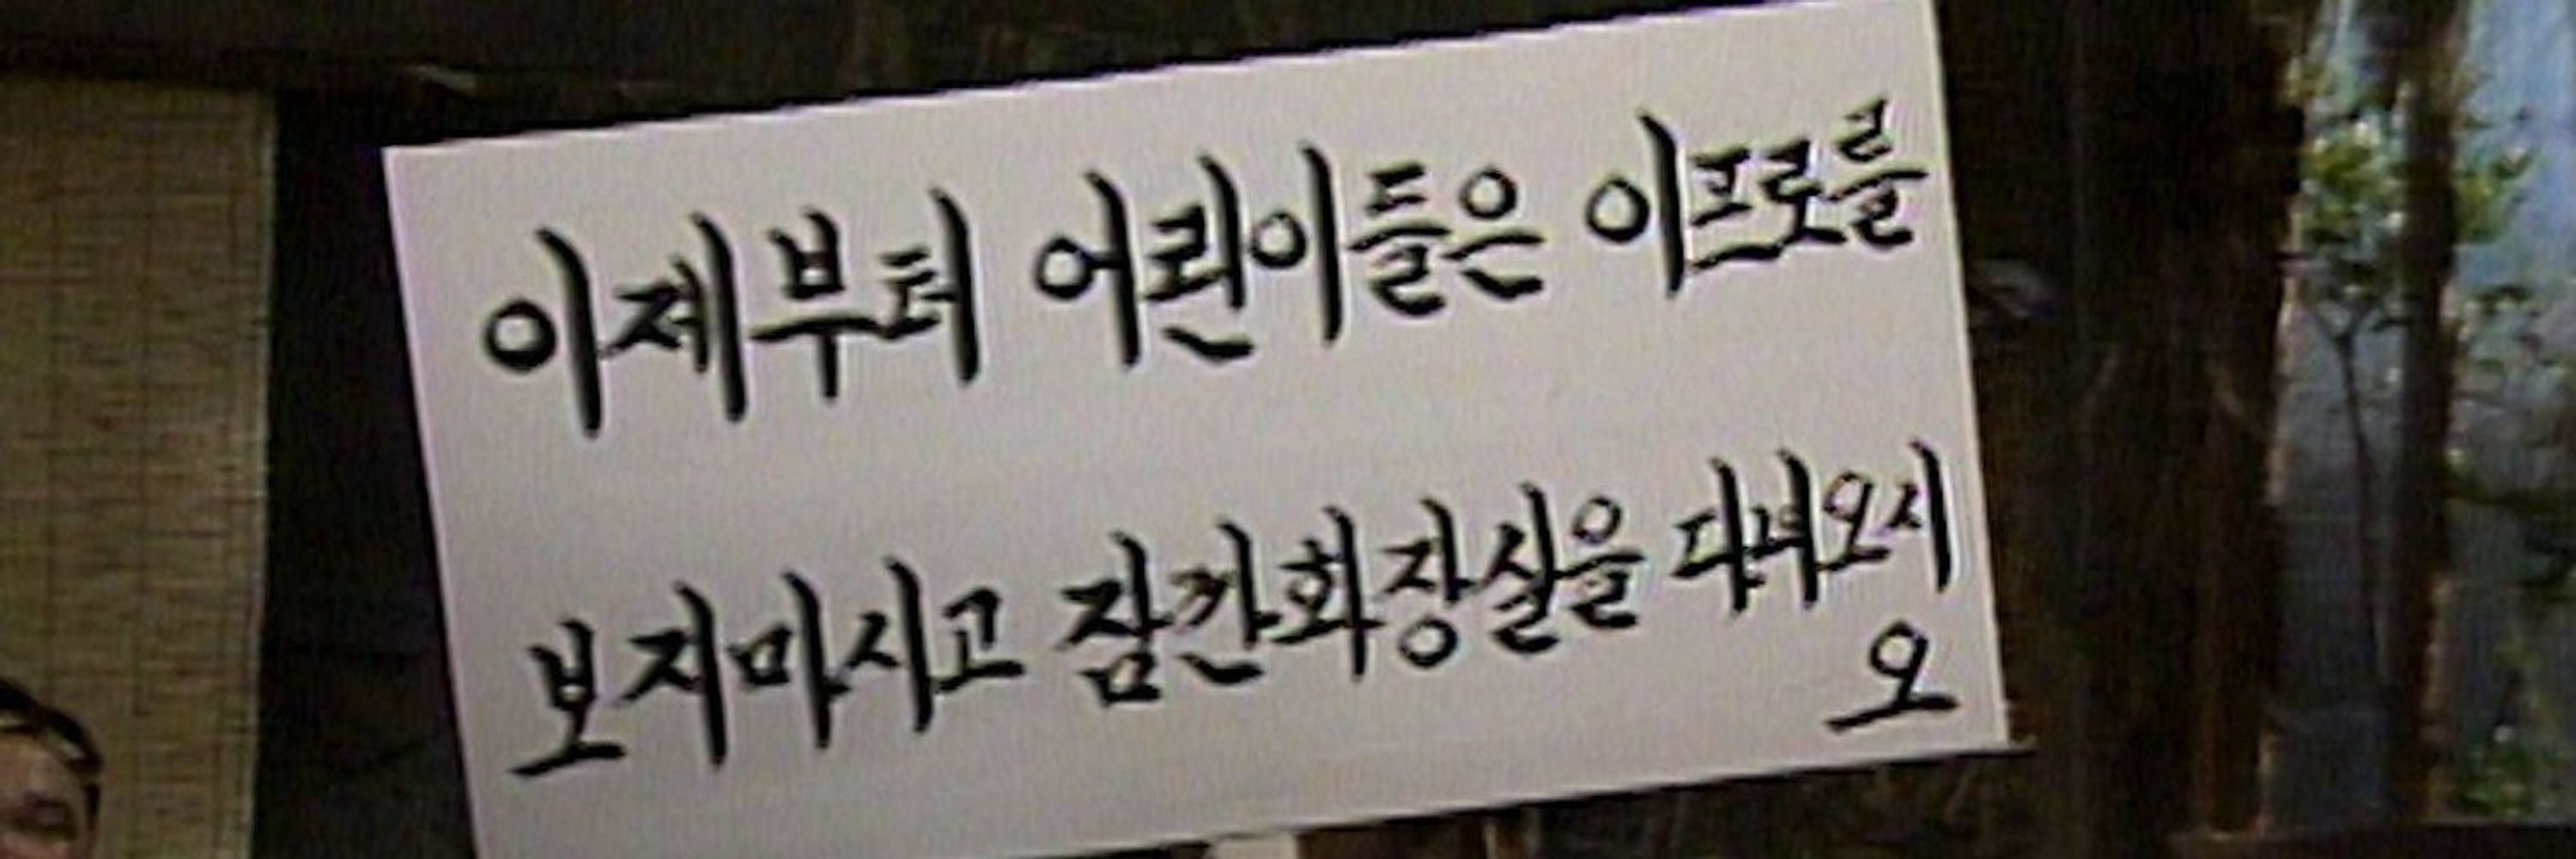 이제부터 어린이들은 이프로를
보지마시고 잠깐화장실을 다녀오시
오